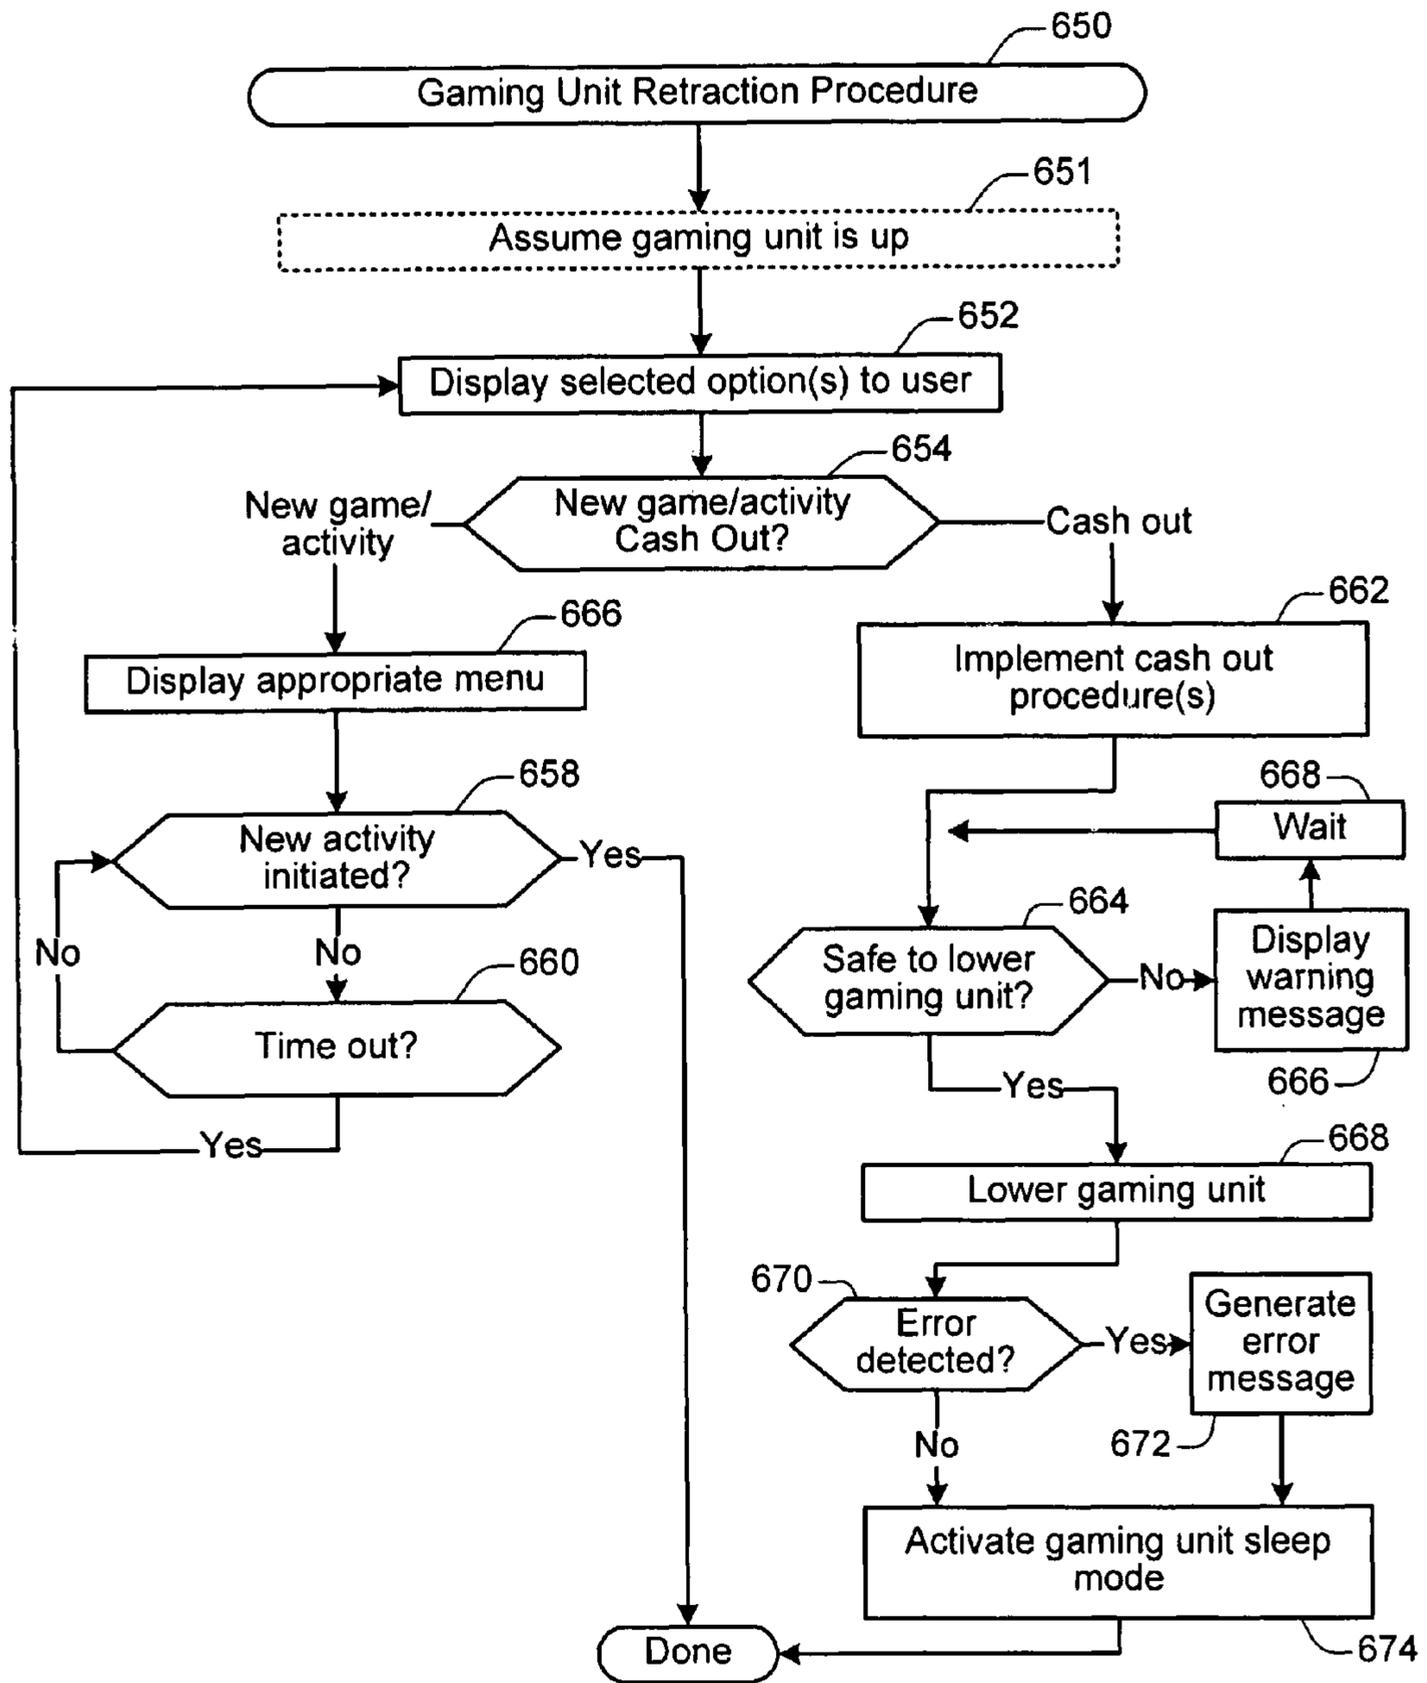 650
Gaming Unit Retraction Procedure
651
Assume gaming unit is up
652
Display selected option(s) to user
654
New game/activity
Cash Out?
New game/
activity
Cash out
666
Display appropriate menu
662
Implement cash out
procedure(s)
658
New activity
initiated?
Yes
No
No
660
Time out?
Yes
668
Wait
664
Safe to lower
gaming unit?
No
Display
warning
message
666
Yes
668
Lower gaming unit
670
Error
detected?
Yes
Generate
error
message
672
No
Activate gaming unit sleep
mode
674
Done